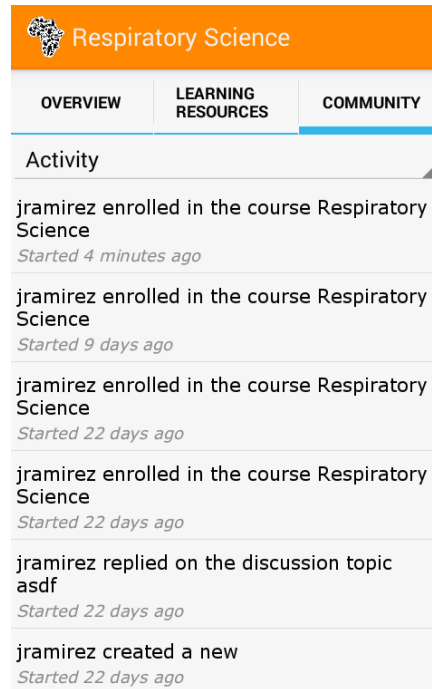 Respiratory Science
OVERVIEW
LEARNING
RESOURCES
COMMUNITY
Activity
jramirez enrolled in the course Respiratory
Science
Started 4 minutes ago
jramirez enrolled in the course Respiratory
Science
Started 9 days ago
jramirez enrolled in the course Respiratory
Science
Started 22 days ago
jramirez enrolled in the course Respiratory
Science
Started 22 days ago
jramirez replied on the discussion topic
asdf
Started 22 days ago
jramirez created a new
Started 22 days ago